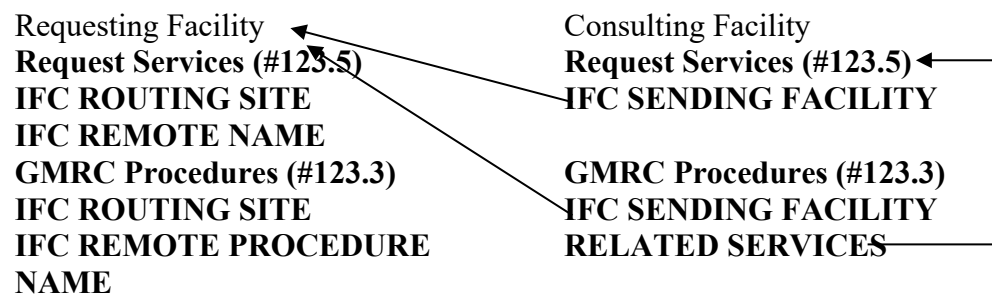 Requesting Facility
Request Services (#123.5)
IFC ROUTING SITE
IFC REMOTE NAME
GMRC Procedures (#123.3)
IFC ROUTING SITE
IFC REMOTE PROCEDURE
NAME
Consulting Facility
Request Services (#123.5)
IFC SENDING FACILITY
GMRC Procedures (#123.3)
IFC SENDING FACILITY
RELATED SERVICES